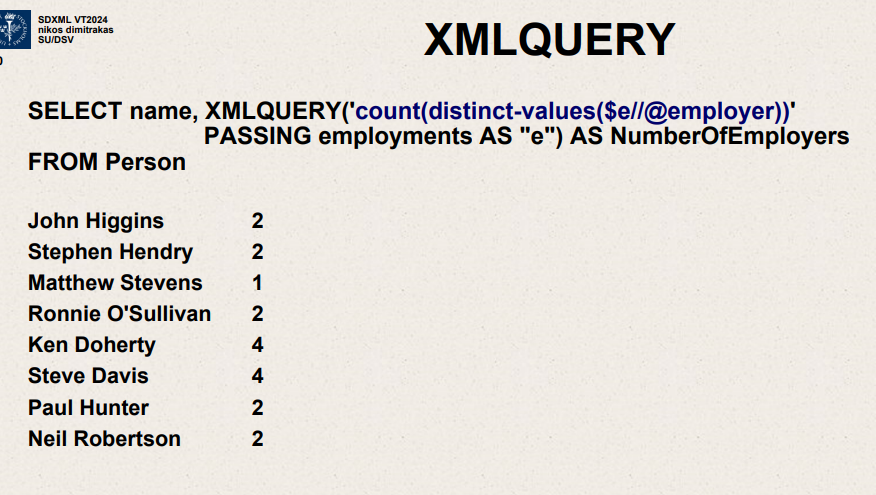 SDXML VT2024
nikos dimitrakas
SU/DSV
0
XMLQUERY
SELECT name, XMLQUERY('count(distinct-values($e//@employer))'
PASSING employments AS "e") AS NumberOfEmployers
FROM Person
John Higgins 2
Stephen Hendry 2
Matthew Stevens 1
Ronnie O'Sullivan 2
Ken Doherty 4
Steve Davis 4
Paul Hunter 2
Neil Robertson 2